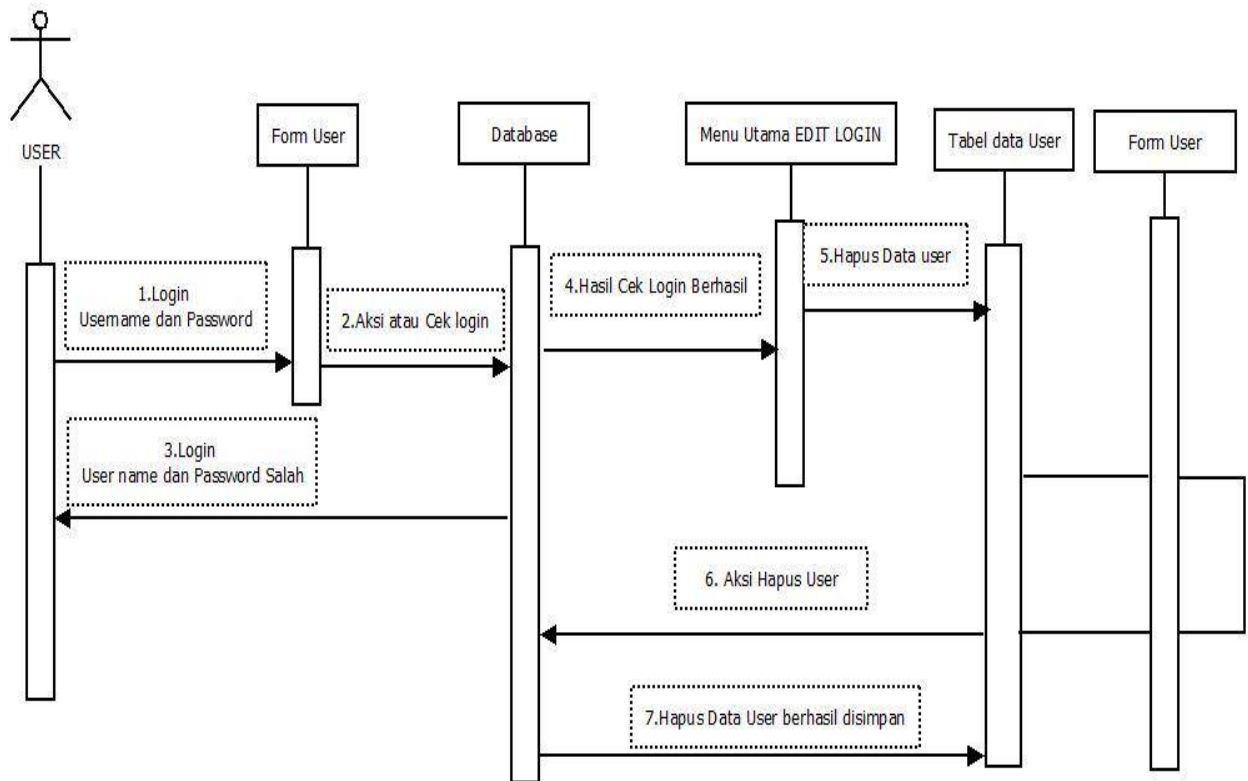 USER
Form User
Database
Menu Utama EDIT LOGIN
Tabel data User
Form User
1.Login
Username dan Password
2.Aksi atau Cek login
3.Login
User name dan Password Salah
4.Hasil Cek Login Berhasil
5.Hapus Data user
6. Aksi Hapus User
7.Hapus Data User berhasil disimpan